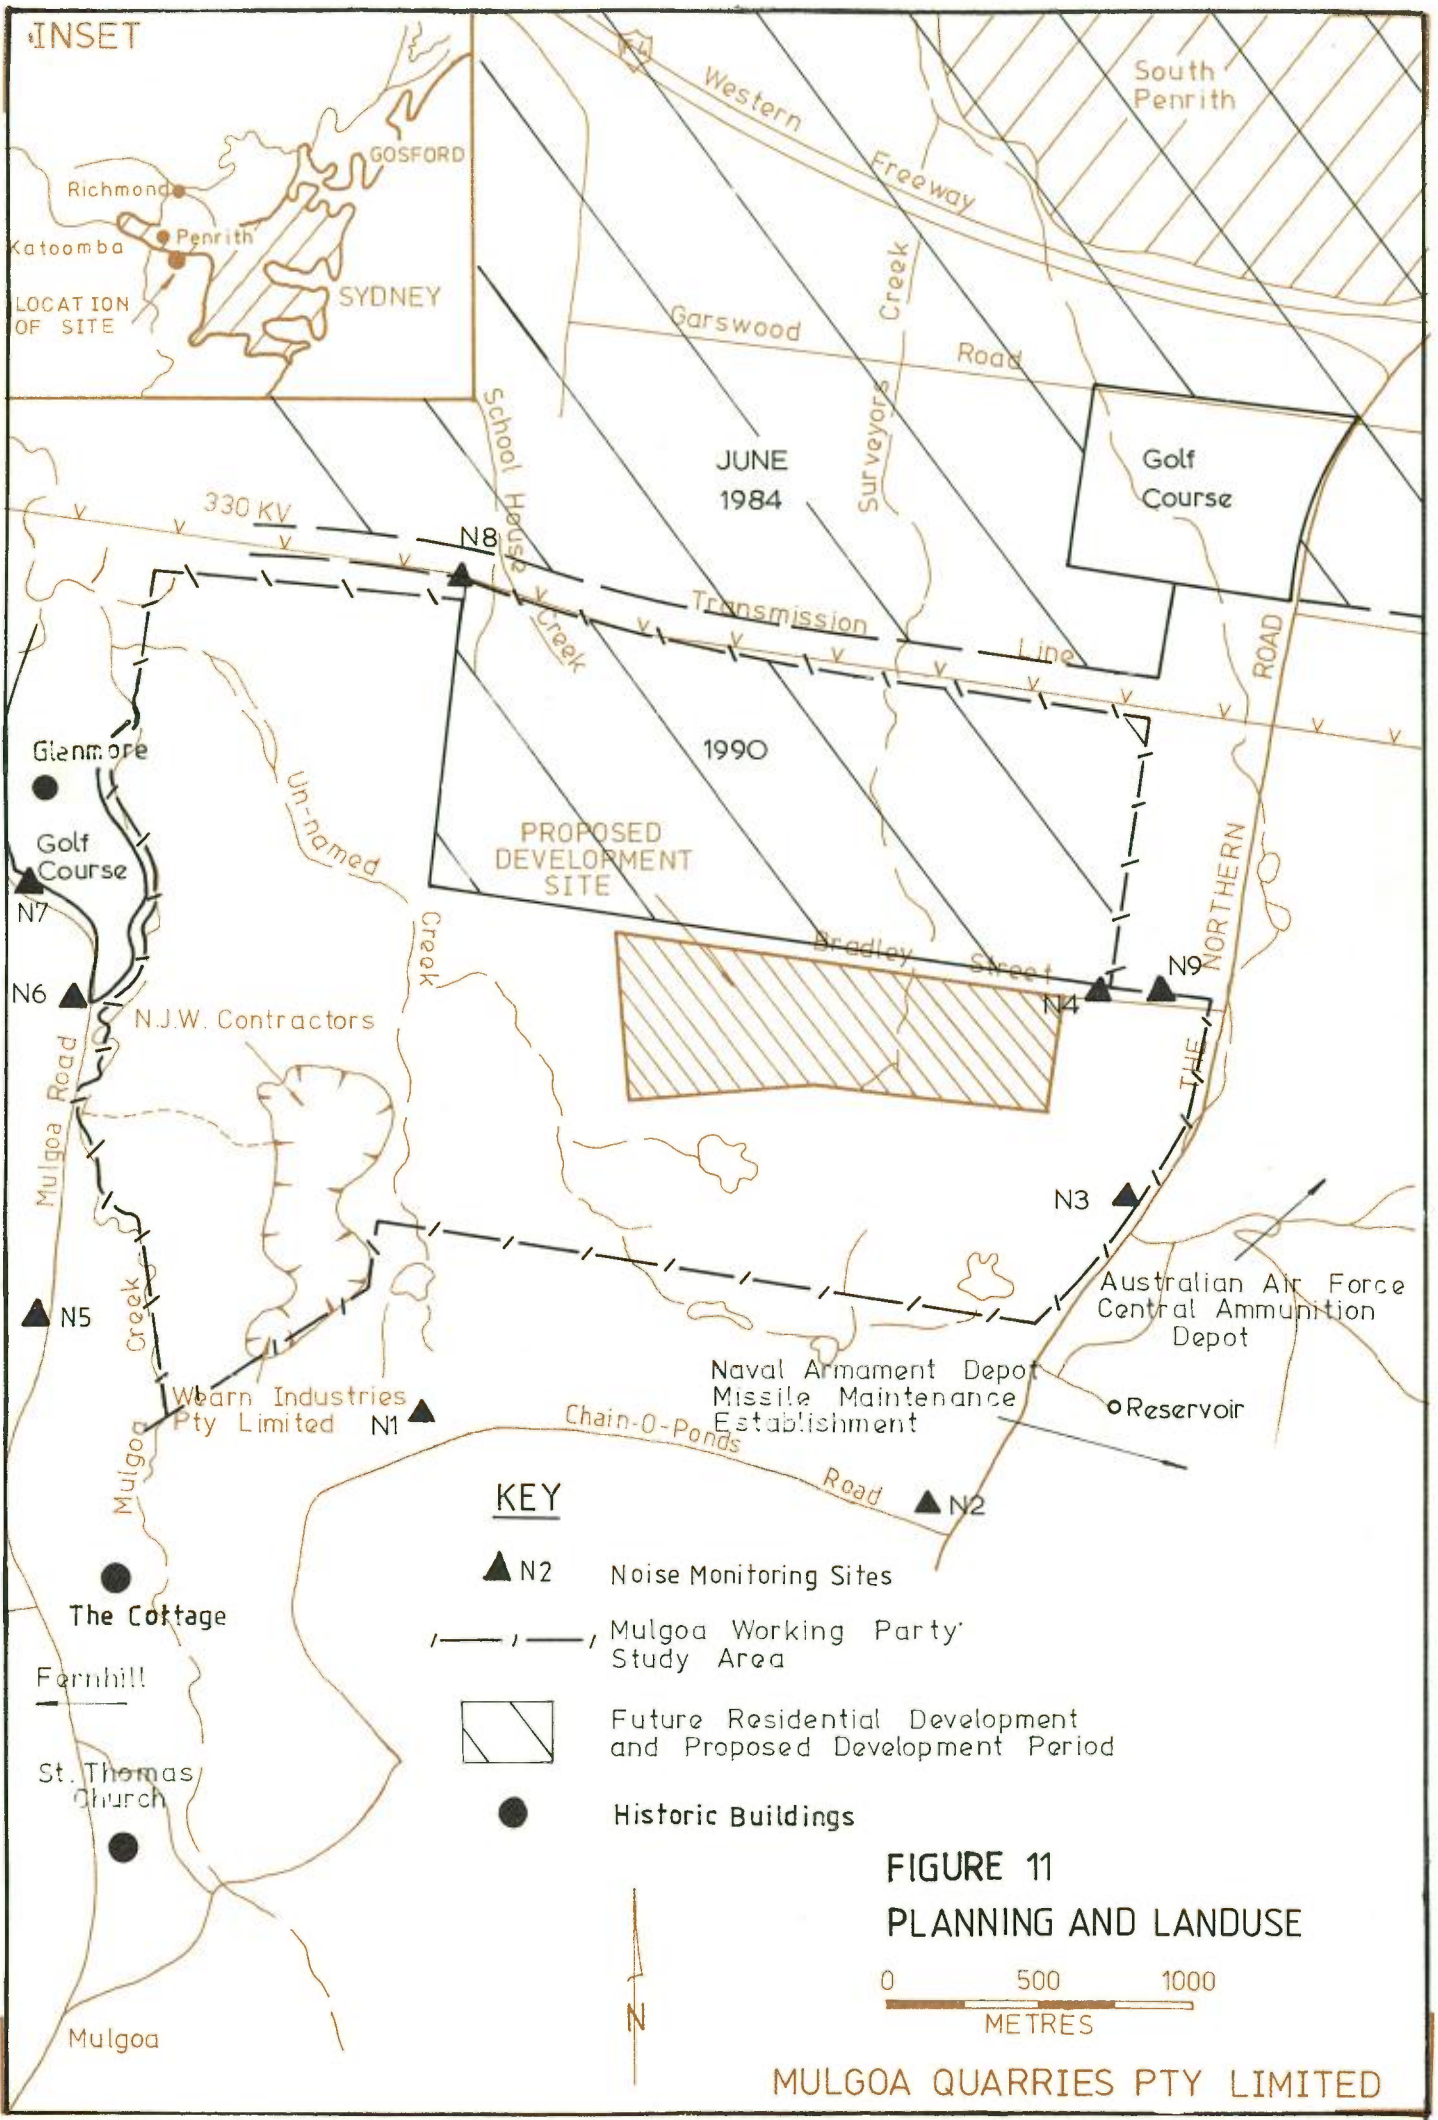 INSET
GOSFORD
Richmond
Penrith
Katoomba
LOCATION
OF SITE
SYDNEY
F4
Western
Freeway
South
Penrith
Garswood
Road
Surveyors
Creek
School House
Creek
JUNE
1984
Golf
Course
330 KV
N8
Transmission
Line
1990
Glenmore
Golf
Course
N7
Un-named
Creek
PROPOSED
DEVELOPMENT
SITE
Bradley
Street
THE
NORTHERN
ROAD
N9
N4
N6
N.J.W. Contractors
Mulgoa Road
N3
N5
Mulgoa
Creek
Australian Air Force
Central Ammunition
Depot
Naval Armament Depot
Missile Maintenance
Establishment
Reservoir
Wearn Industries
Pty Limited
N1
Chain-O-Ponds
Road
N2
The Cottage
Fernhill
St. Thomas
Church
Mulgoa
KEY
N2
Noise Monitoring Sites
Mulgoa Working Party
Study Area
Future Residential Development
and Proposed Development Period
Historic Buildings
FIGURE 11
PLANNING AND LANDUSE
0 500 1000
METRES
N
MULGOA QUARRIES PTY LIMITED